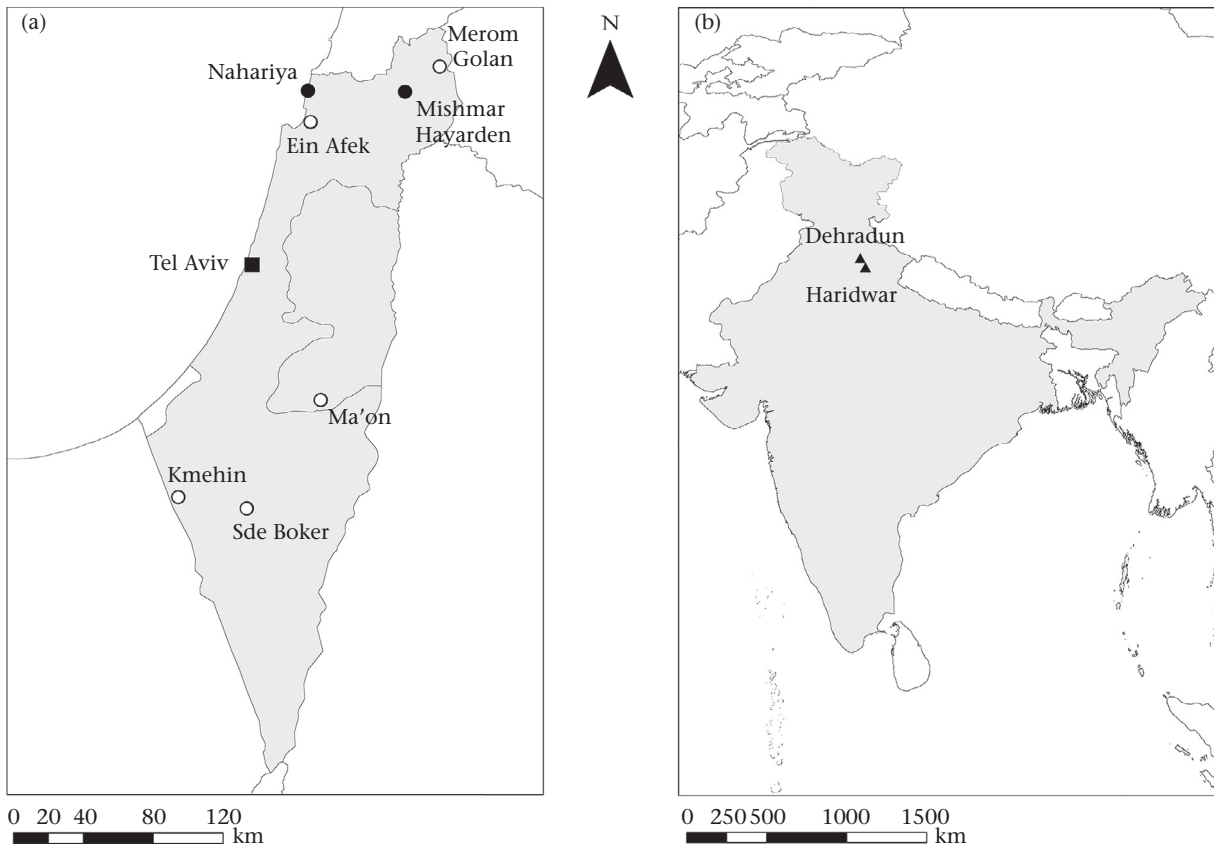 (a)
Merom
Golan
Nahariya
Mishmar
Hayarden
Ein Afek
Tel Aviv
Ma'on
Kmehin
Sde Boker
0 20 40 80 120
km
N
(b)
Dehradun
Haridwar
0 250 500 1000 1500
km